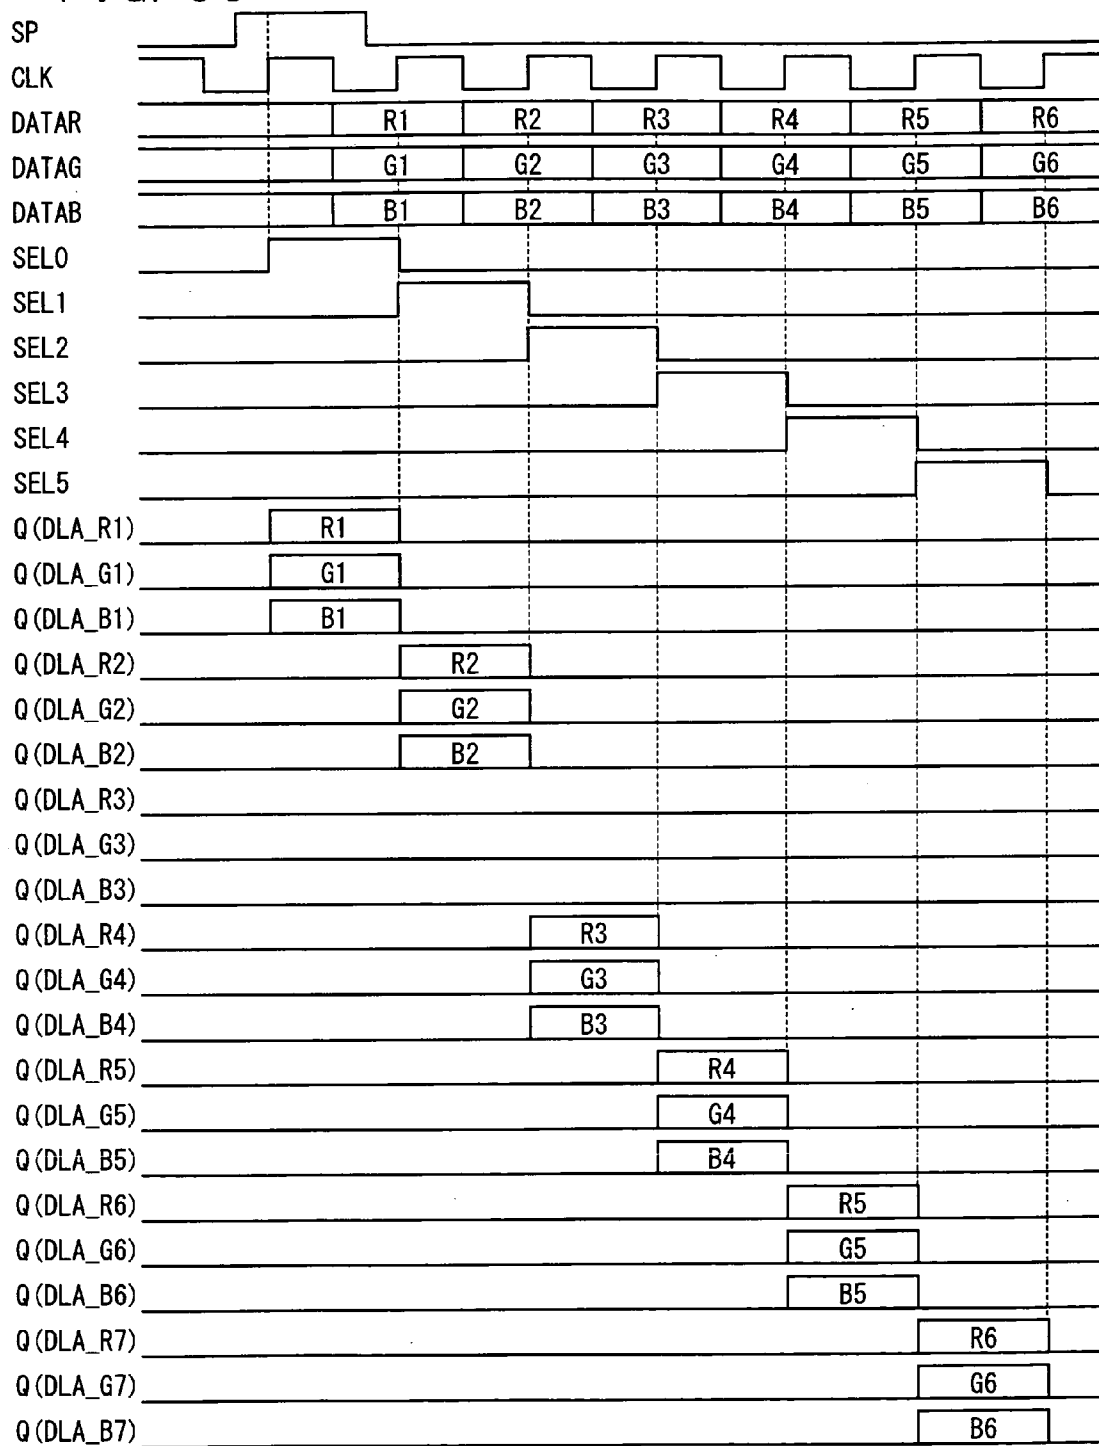 SP
CLK
DATAR R1 R2 R3 R4 R5 R6
DATAG G1 G2 G3 G4 G5 G6
DATAB B1 B2 B3 B4 B5 B6
SEL0
SEL1
SEL2
SEL3
SEL4
SEL5
Q(DLA_R1) R1
Q(DLA_G1) G1
Q(DLA_B1) B1
Q(DLA_R2) R2
Q(DLA_G2) G2
Q(DLA_B2) B2
Q(DLA_R3)
Q(DLA_G3)
Q(DLA_B3)
Q(DLA_R4) R3
Q(DLA_G4) G3
Q(DLA_B4) B3
Q(DLA_R5) R4
Q(DLA_G5) G4
Q(DLA_B5) B4
Q(DLA_R6) R5
Q(DLA_G6) G5
Q(DLA_B6) B5
Q(DLA_R7) R6
Q(DLA_G7) G6
Q(DLA_B7) B6